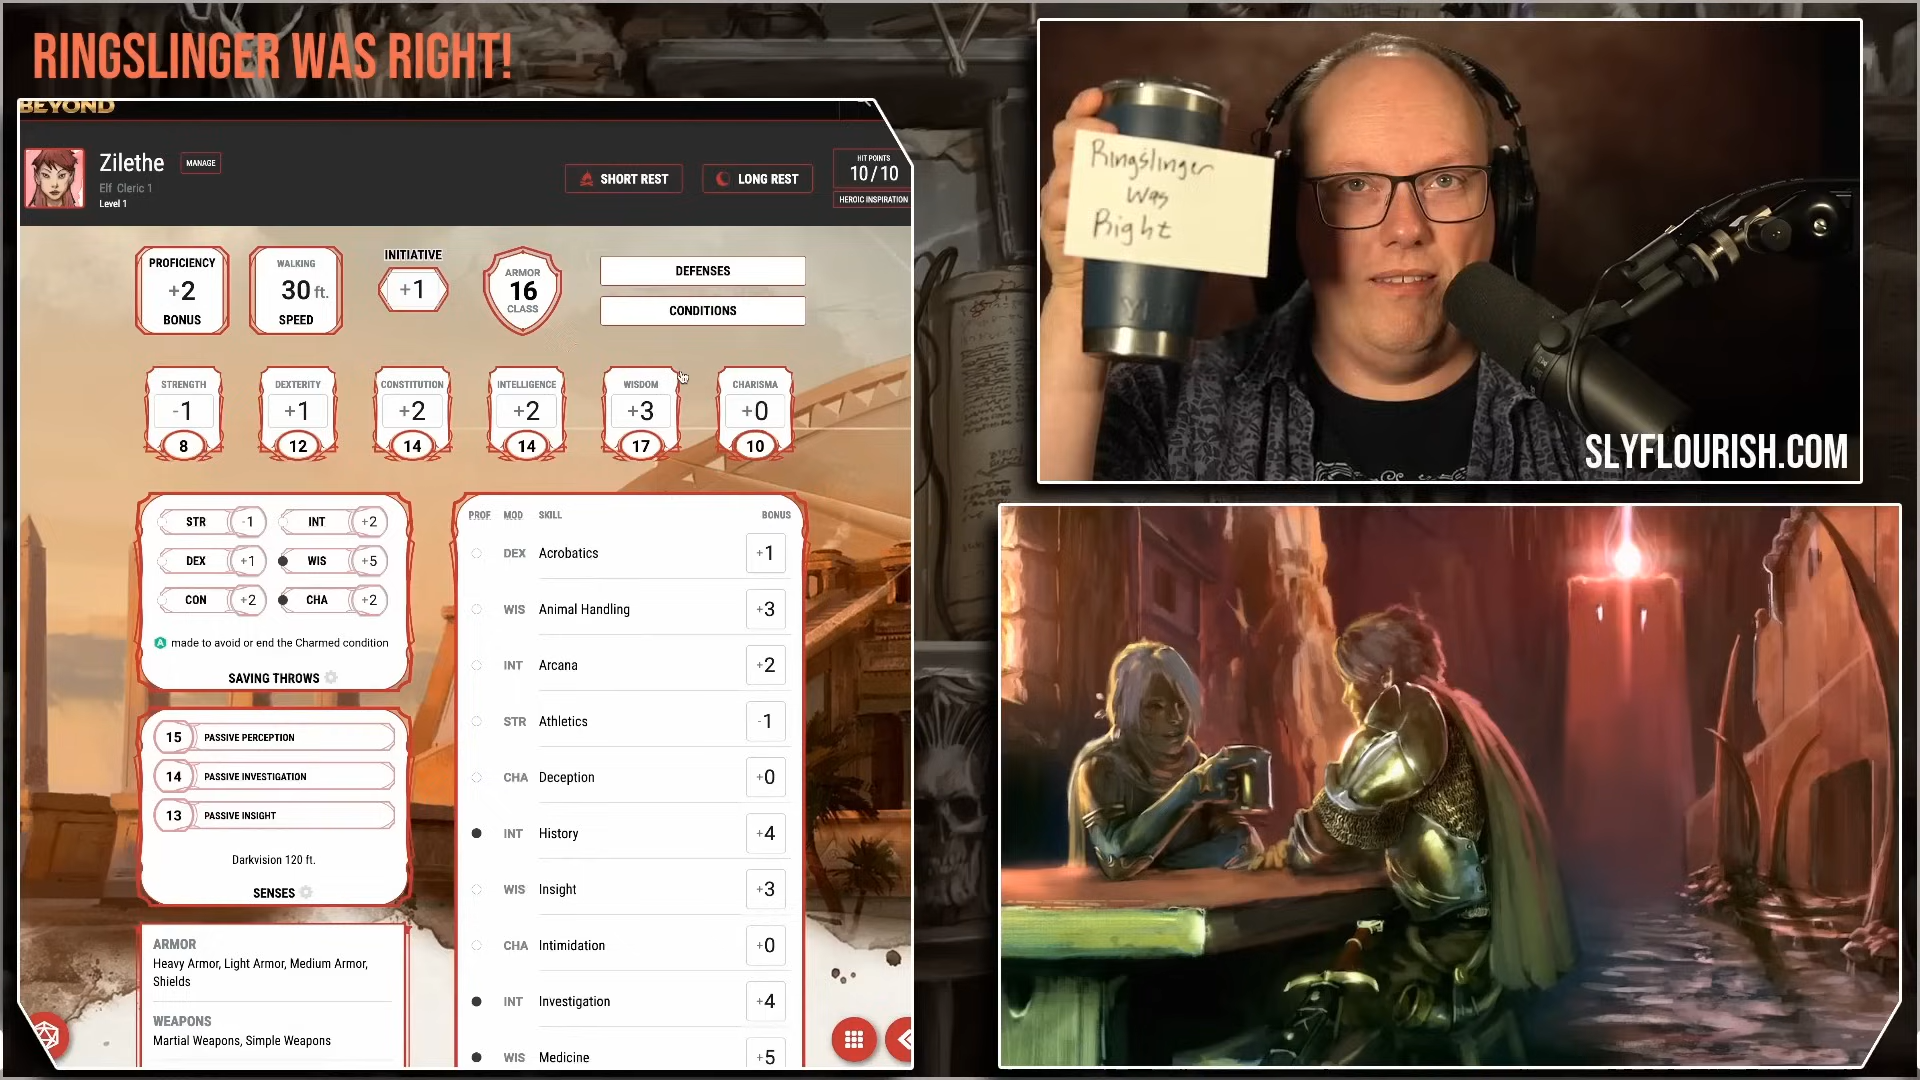 RINGSLINGER WAS RIGHT!
BEYOND
Zilethe
MANAGE
Elf Cleric 1
Level 1
SHORT REST
LONG REST
HIT POINTS
10/10
HEROIC INSPIRATION
PROFICIENCY
+2
BONUS
WALKING
30 ft.
SPEED
INITIATIVE
+1
ARMOR
16
CLASS
DEFENSES
CONDITIONS
STRENGTH
-1
8
DEXTERITY
+1
12
CONSTITUTION
+2
14
INTELLIGENCE
+2
14
WISDOM
+3
17
CHARISMA
+0
10
STR -1
INT +2
DEX +1
WIS +5
CON +2
CHA +2
A made to avoid or end the Charmed condition
SAVING THROWS
15 PASSIVE PERCEPTION
14 PASSIVE INVESTIGATION
13 PASSIVE INSIGHT
Darkvision 120 ft.
SENSES
ARMOR
Heavy Armor, Light Armor, Medium Armor,
Shields
WEAPONS
Martial Weapons, Simple Weapons
PROF MOD SKILL BONUS
DEX Acrobatics +1
WIS Animal Handling +3
INT Arcana +2
STR Athletics -1
CHA Deception +0
INT History +4
WIS Insight +3
CHA Intimidation +0
INT Investigation +4
WIS Medicine +5
Ringslinger
Was
Right
SLYFLOURISH.COM